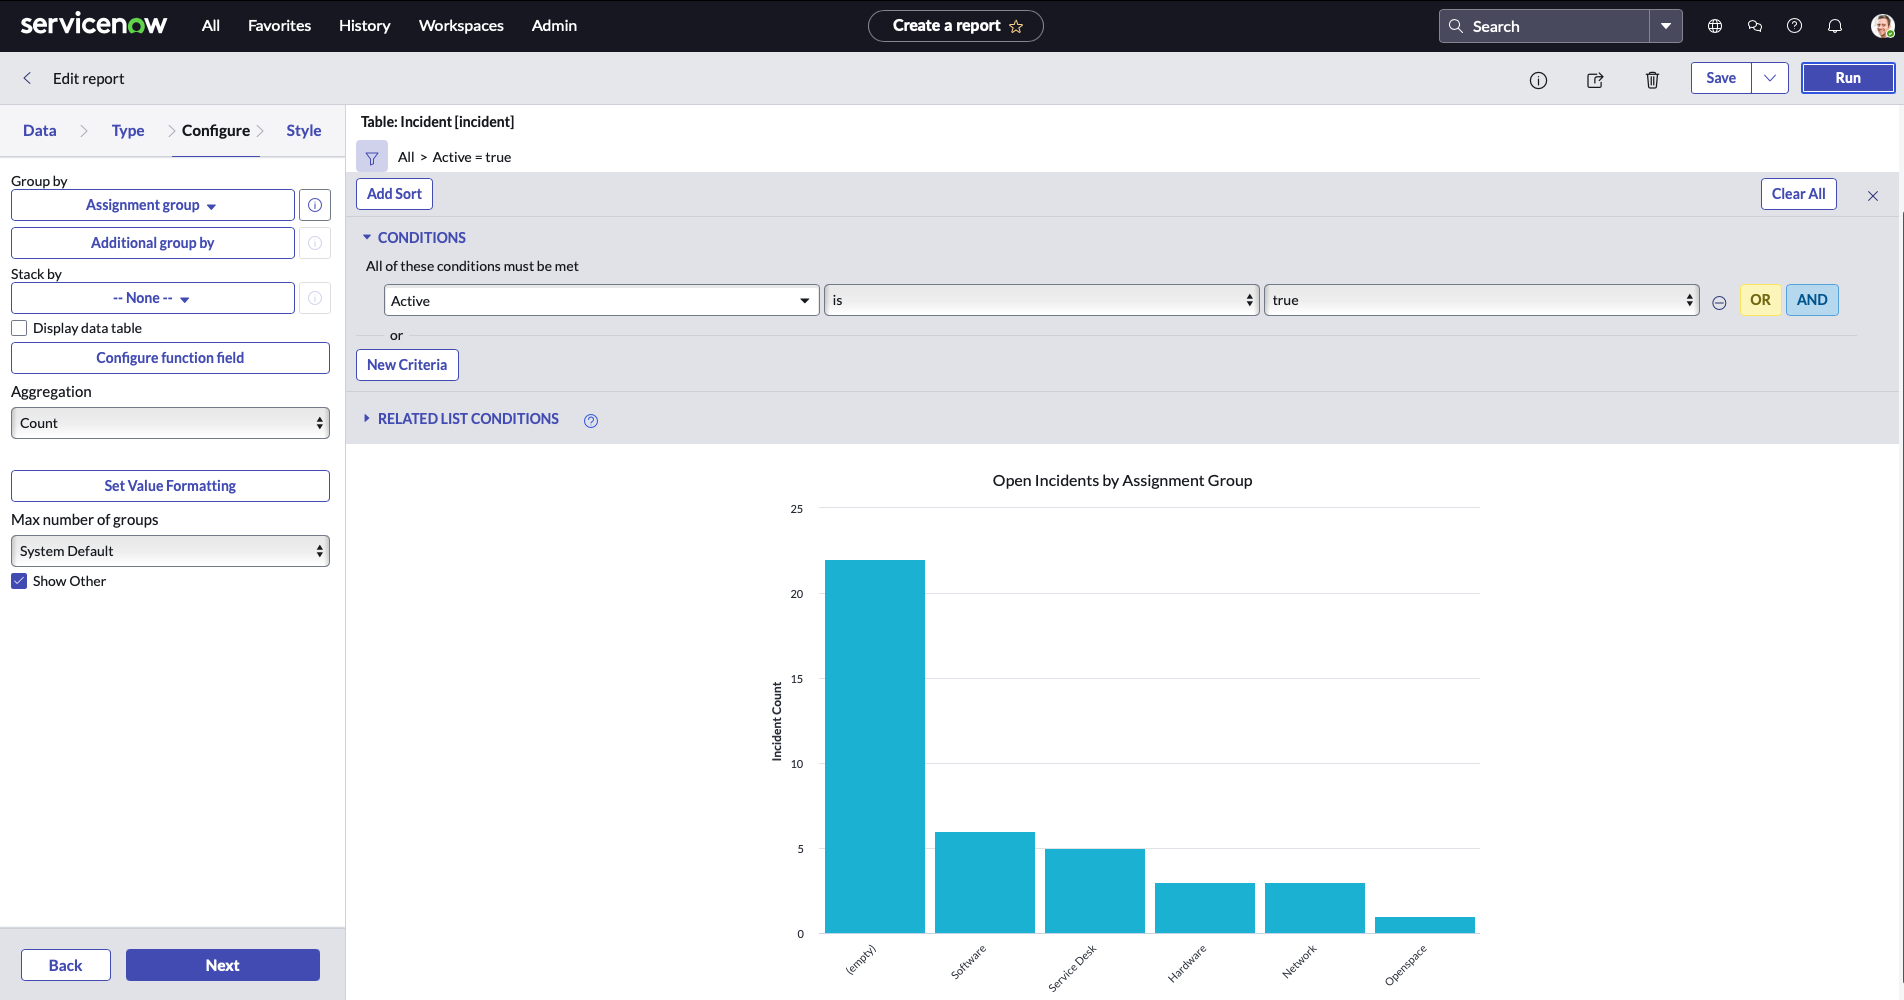 servicenow
All Favorites History Workspaces Admin
Create a report
Search
Edit report
Save
Run
Data Type Configure Style
Group by
Assignment group
Additional group by
Stack by
-- None --
Display data table
Configure function field
Aggregation
Count
Set Value Formatting
Max number of groups
System Default
Show Other
Back
Next
Table: Incident [incident]
All > Active = true
Add Sort
Clear All
CONDITIONS
All of these conditions must be met
Active is true OR AND
or
New Criteria
RELATED LIST CONDITIONS
Open Incidents by Assignment Group
25
20
15
10
5
0
Incident Count
(empty)
Software
Service Desk
Hardware
Network
Openspace